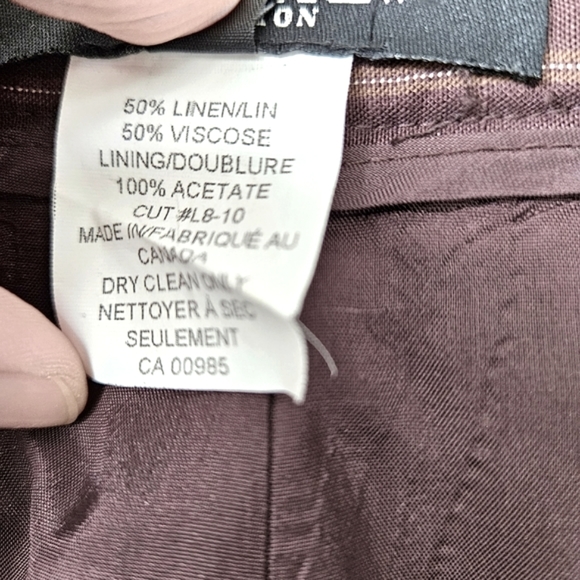 50% LINEN/LIN
50% VISCOSE
LINING/DOUBLURE
100% ACETATE
CUT #L8-10
MADE IN/FABRIQUÉ AU
CANADA
DRY CLEAN ONLY
NETTOYER À SEC
SEULEMENT
CA 00985